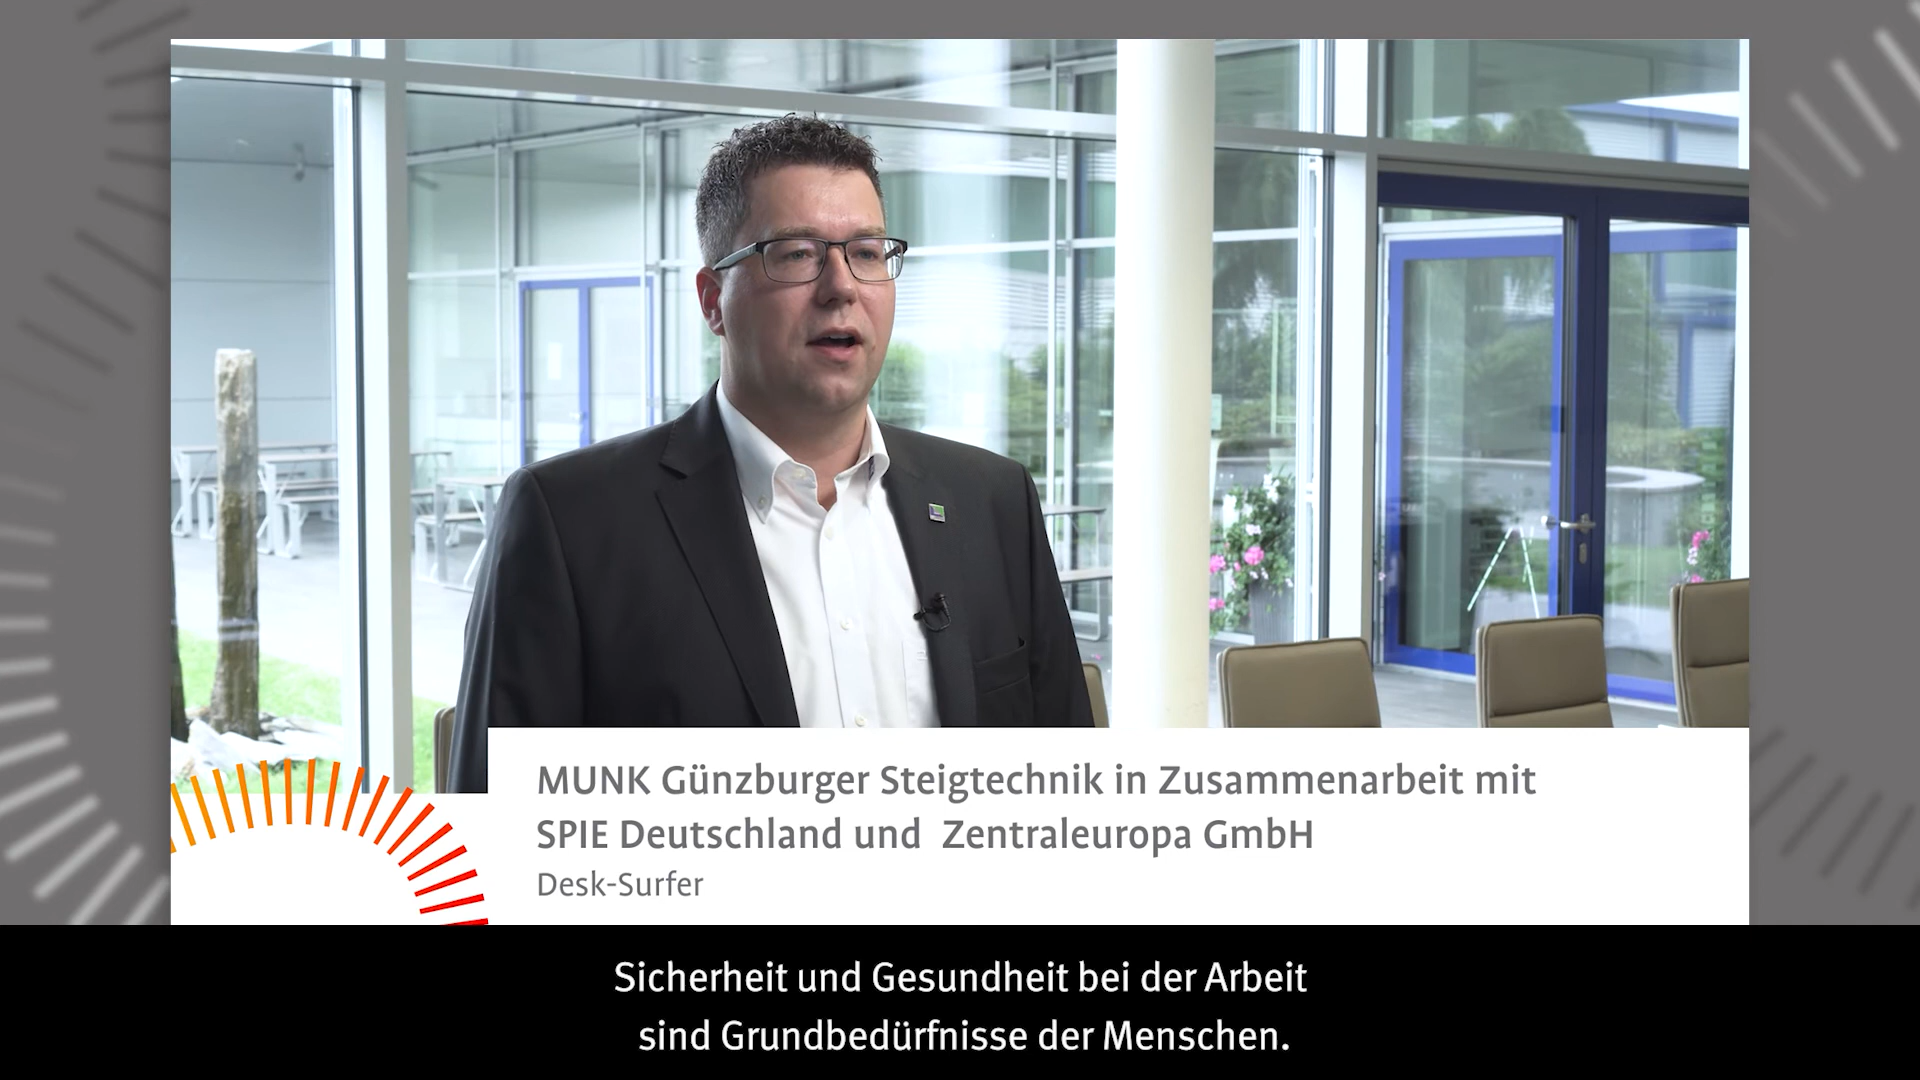 MUNK Günzburger Steigtechnik in Zusammenarbeit mit
SPIE Deutschland und  Zentraleuropa GmbH
Desk-Surfer
Sicherheit und Gesundheit bei der Arbeit
sind Grundbedürfnisse der Menschen.